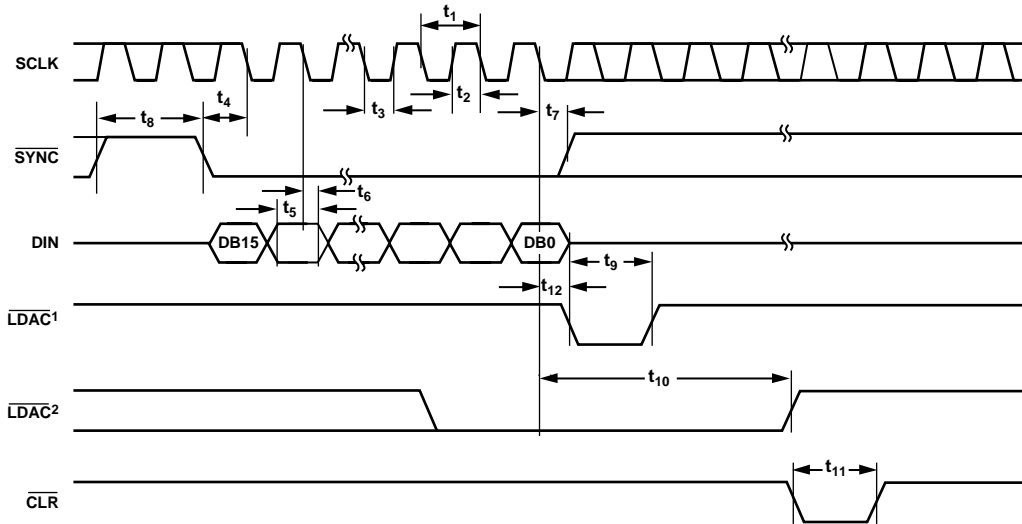 t1
SCLK
t4
t3
t2
t7
t8
SYNC
t6
t5
DIN
DB15
DB0
t9
t12
LDAC1
t10
LDAC2
t11
CLR